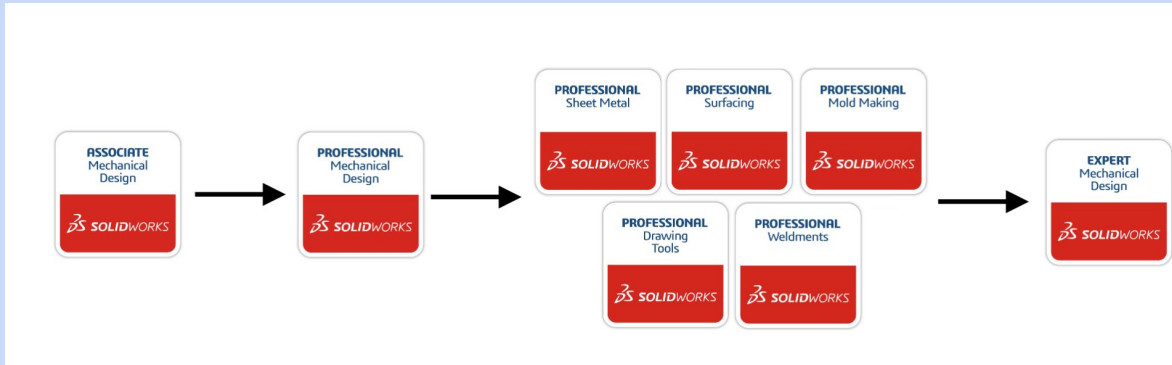 ASSOCIATE
Mechanical
Design
SOLIDWORKS
PROFESSIONAL
Mechanical
Design
SOLIDWORKS
PROFESSIONAL
Sheet Metal
SOLIDWORKS
PROFESSIONAL
Surfacing
SOLIDWORKS
PROFESSIONAL
Mold Making
SOLIDWORKS
PROFESSIONAL
Drawing
Tools
SOLIDWORKS
PROFESSIONAL
Weldments
SOLIDWORKS
EXPERT
Mechanical
Design
SOLIDWORKS